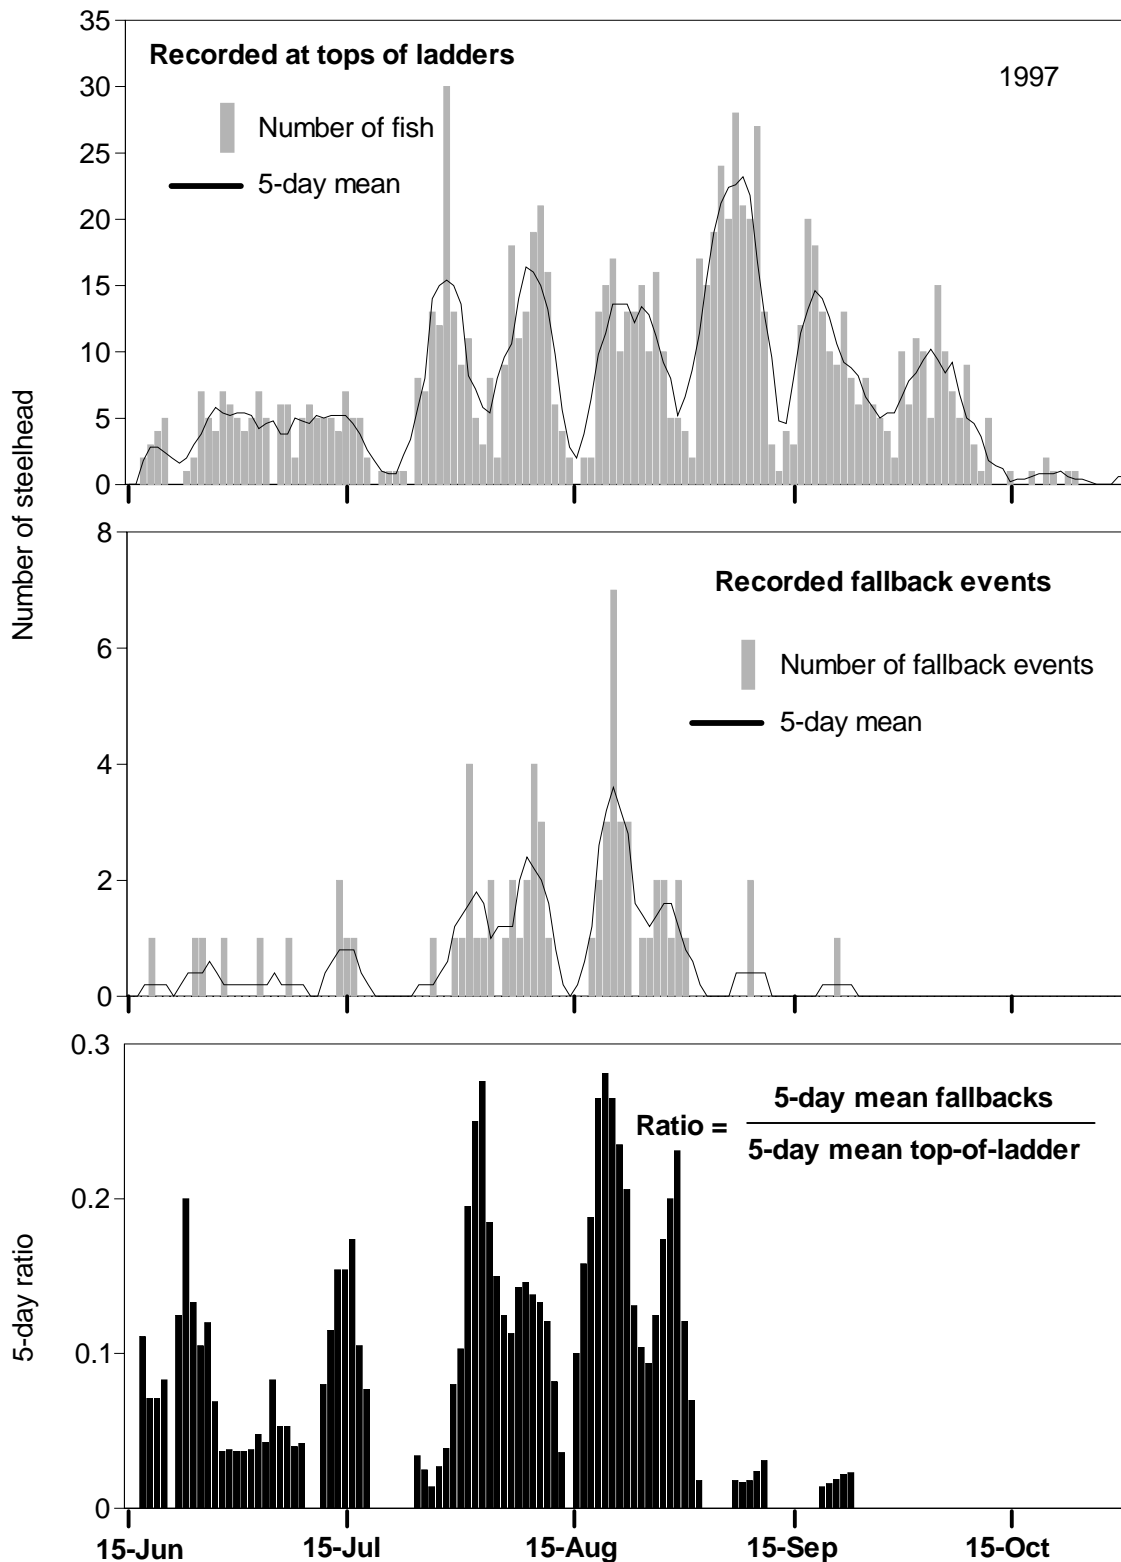 35
30
25
20
15
10
5
0
Recorded at tops of ladders
1997
Number of fish
5-day mean
Number of steelhead
8
6
4
2
0
Recorded fallback events
Number of fallback events
5-day mean
0.3
0.2
0.1
0
5-day ratio
Ratio = 5-day mean fallbacks
5-day mean top-of-ladder
15-Jun 15-Jul 15-Aug 15-Sep 15-Oct